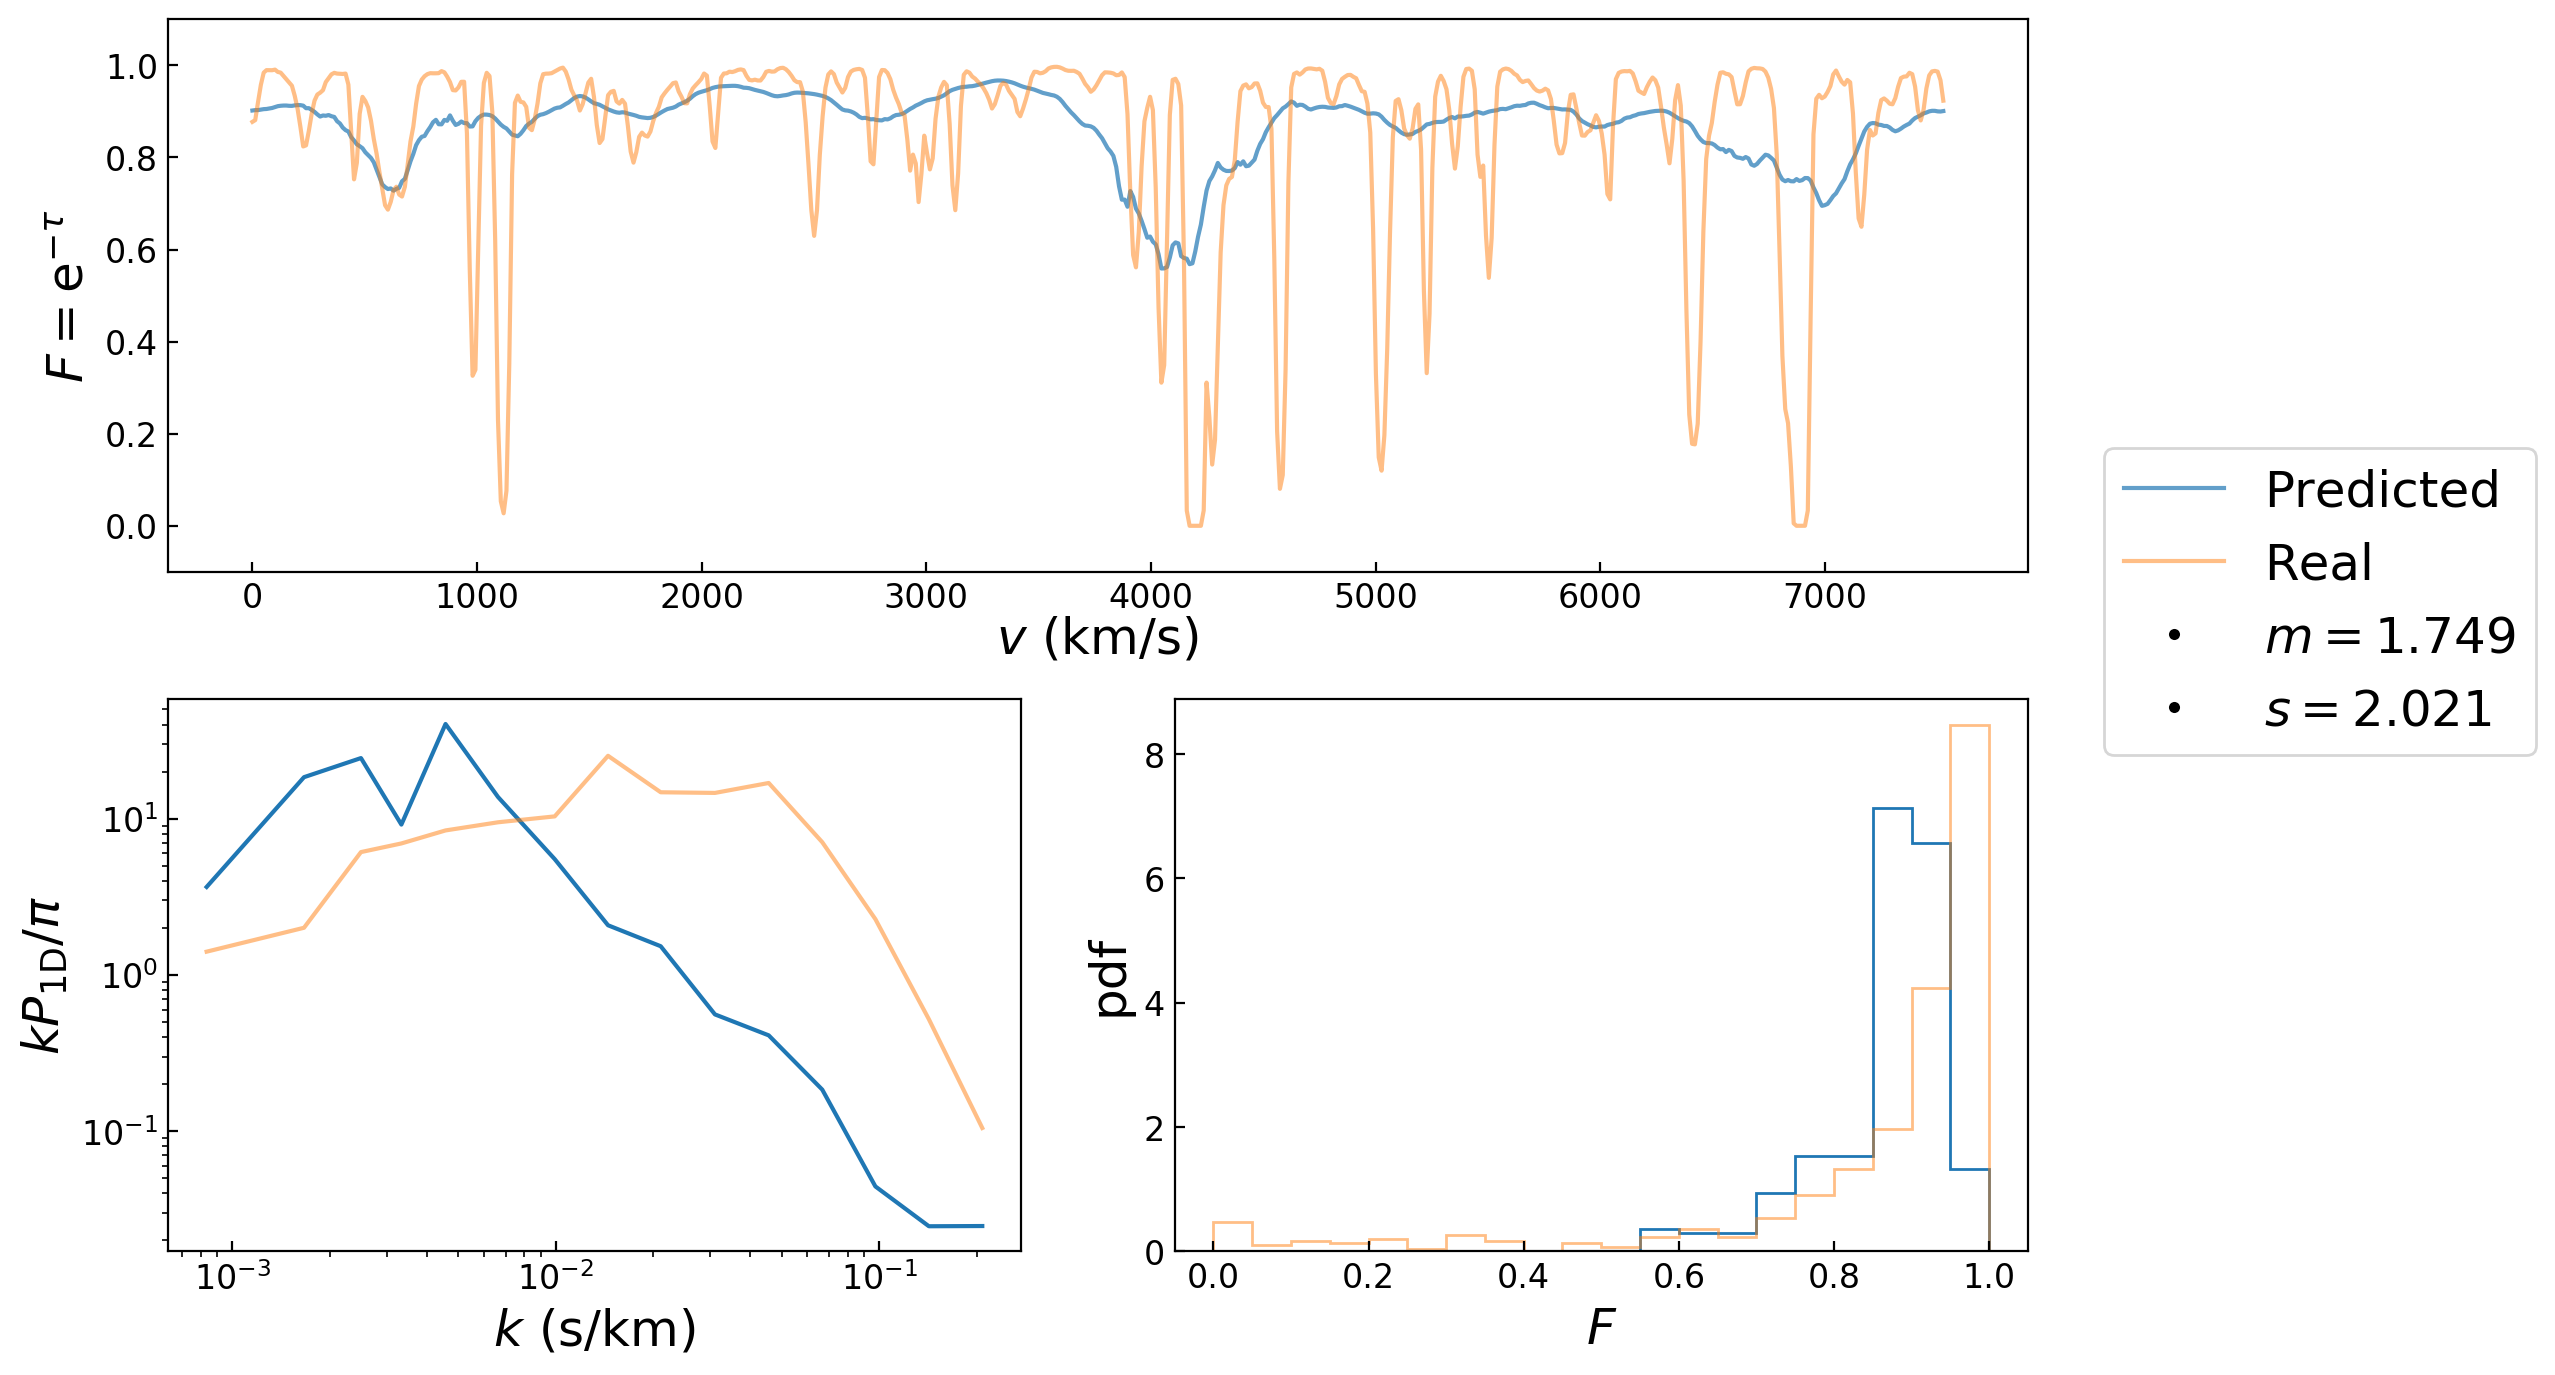 1.0
0.8
0.6
0.4
0.2
0.0
F = e^{−τ}
0 1000 2000 3000 4000 5000 6000 7000
v (km/s)
Predicted
Real
m = 1.749
s = 2.021
10^1
10^0
10^{−1}
kP_{1D}/π
10^{−3} 10^{−2} 10^{−1}
k (s/km)
8
6
4
2
0
pdf
0.0 0.2 0.4 0.6 0.8 1.0
F